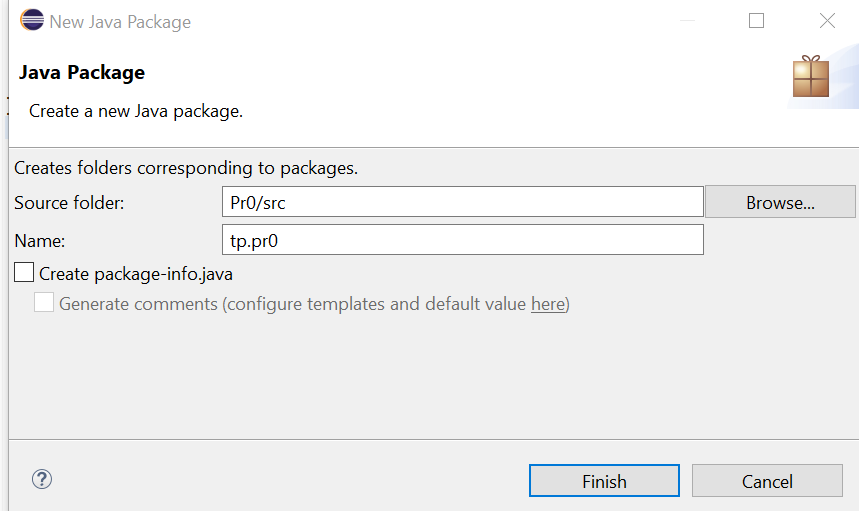 New Java Package
Java Package
Create a new Java package.
Creates folders corresponding to packages.
Source folder: Pr0/src Browse...
Name: tp.pr0
Create package-info.java
Generate comments (configure templates and default value here)
? Finish Cancel